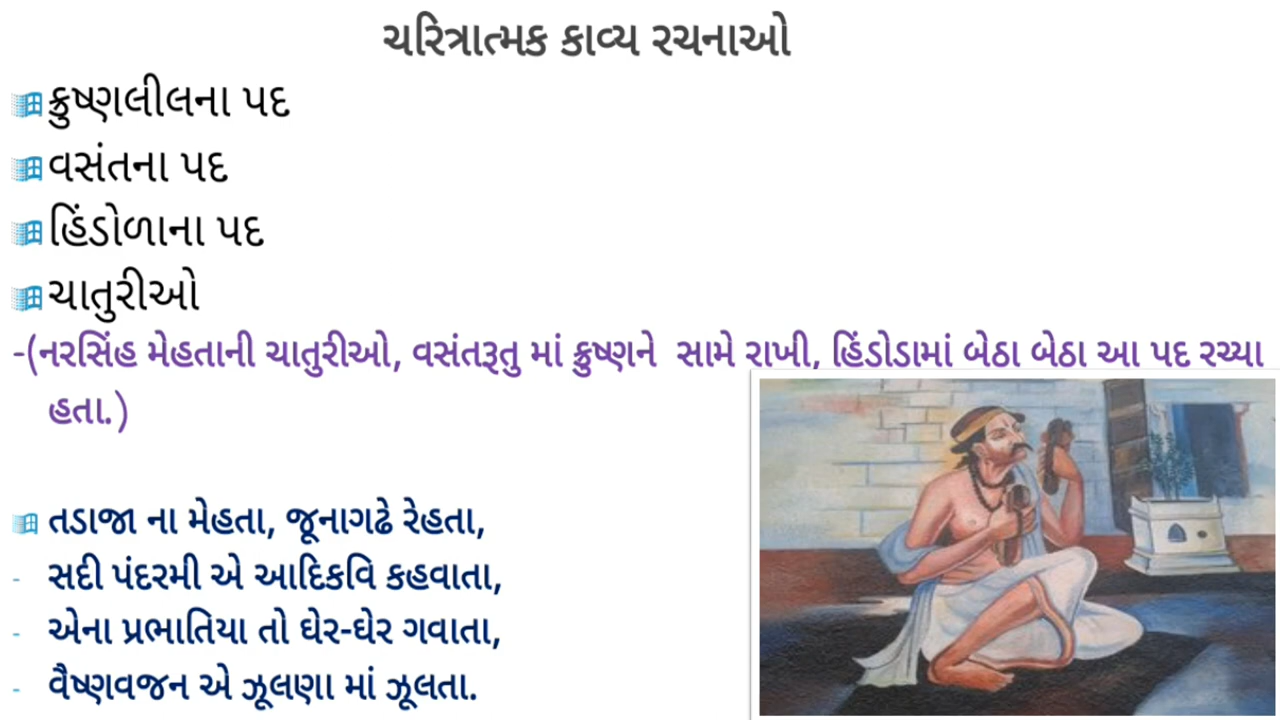 ચરિત્રાત્મક કાવ્ય રચનાઓ
ક્રુષ્ણલીલના પદ
વસંતના પદ
હિંડોળાના પદ
ચાતુરીઓ
-(નરસિંહ મેહતાની ચાતુરીઓ, વસંતરૂતુ માં ક્રુષ્ણને સામે રાખી, હિંડોડામાં બેઠા બેઠા આ પદ રચ્યા
હતા.)
તડાજા ના મેહતા, જૂનાગઢે રેહતા,
- સદી પંદરમી એ આદિકવિ કહવાતા,
- એના પ્રભાતિયા તો ઘેર-ઘેર ગવાતા,
- વૈષ્ણવજન એ ઝૂલણા માં ઝૂલતા.